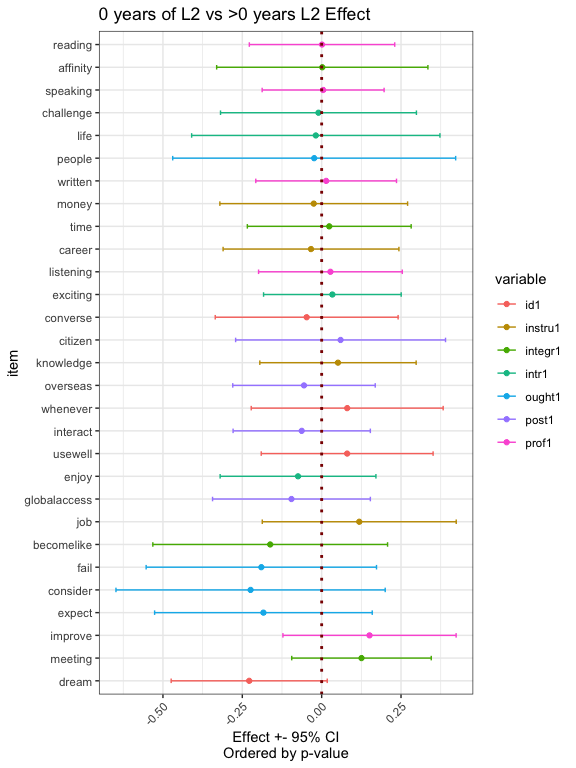 0 years of L2 vs >0 years L2 Effect
item
reading
affinity
speaking
challenge
life
people
written
money
time
career
listening
exciting
converse
citizen
knowledge
overseas
whenever
interact
usewell
enjoy
globalaccess
job
becomelike
fail
consider
expect
improve
meeting
dream
-0.50
-0.25
0.00
0.25
Effect +- 95% CI
Ordered by p-value
variable
id1
instru1
integr1
intr1
ought1
post1
prof1